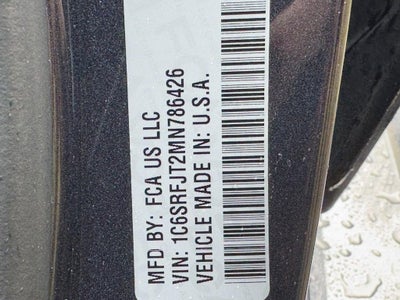 MFD BY: FCA US LLC
VIN: 1C6SRFJT2MN786426
VEHICLE MADE IN: U.S.A.